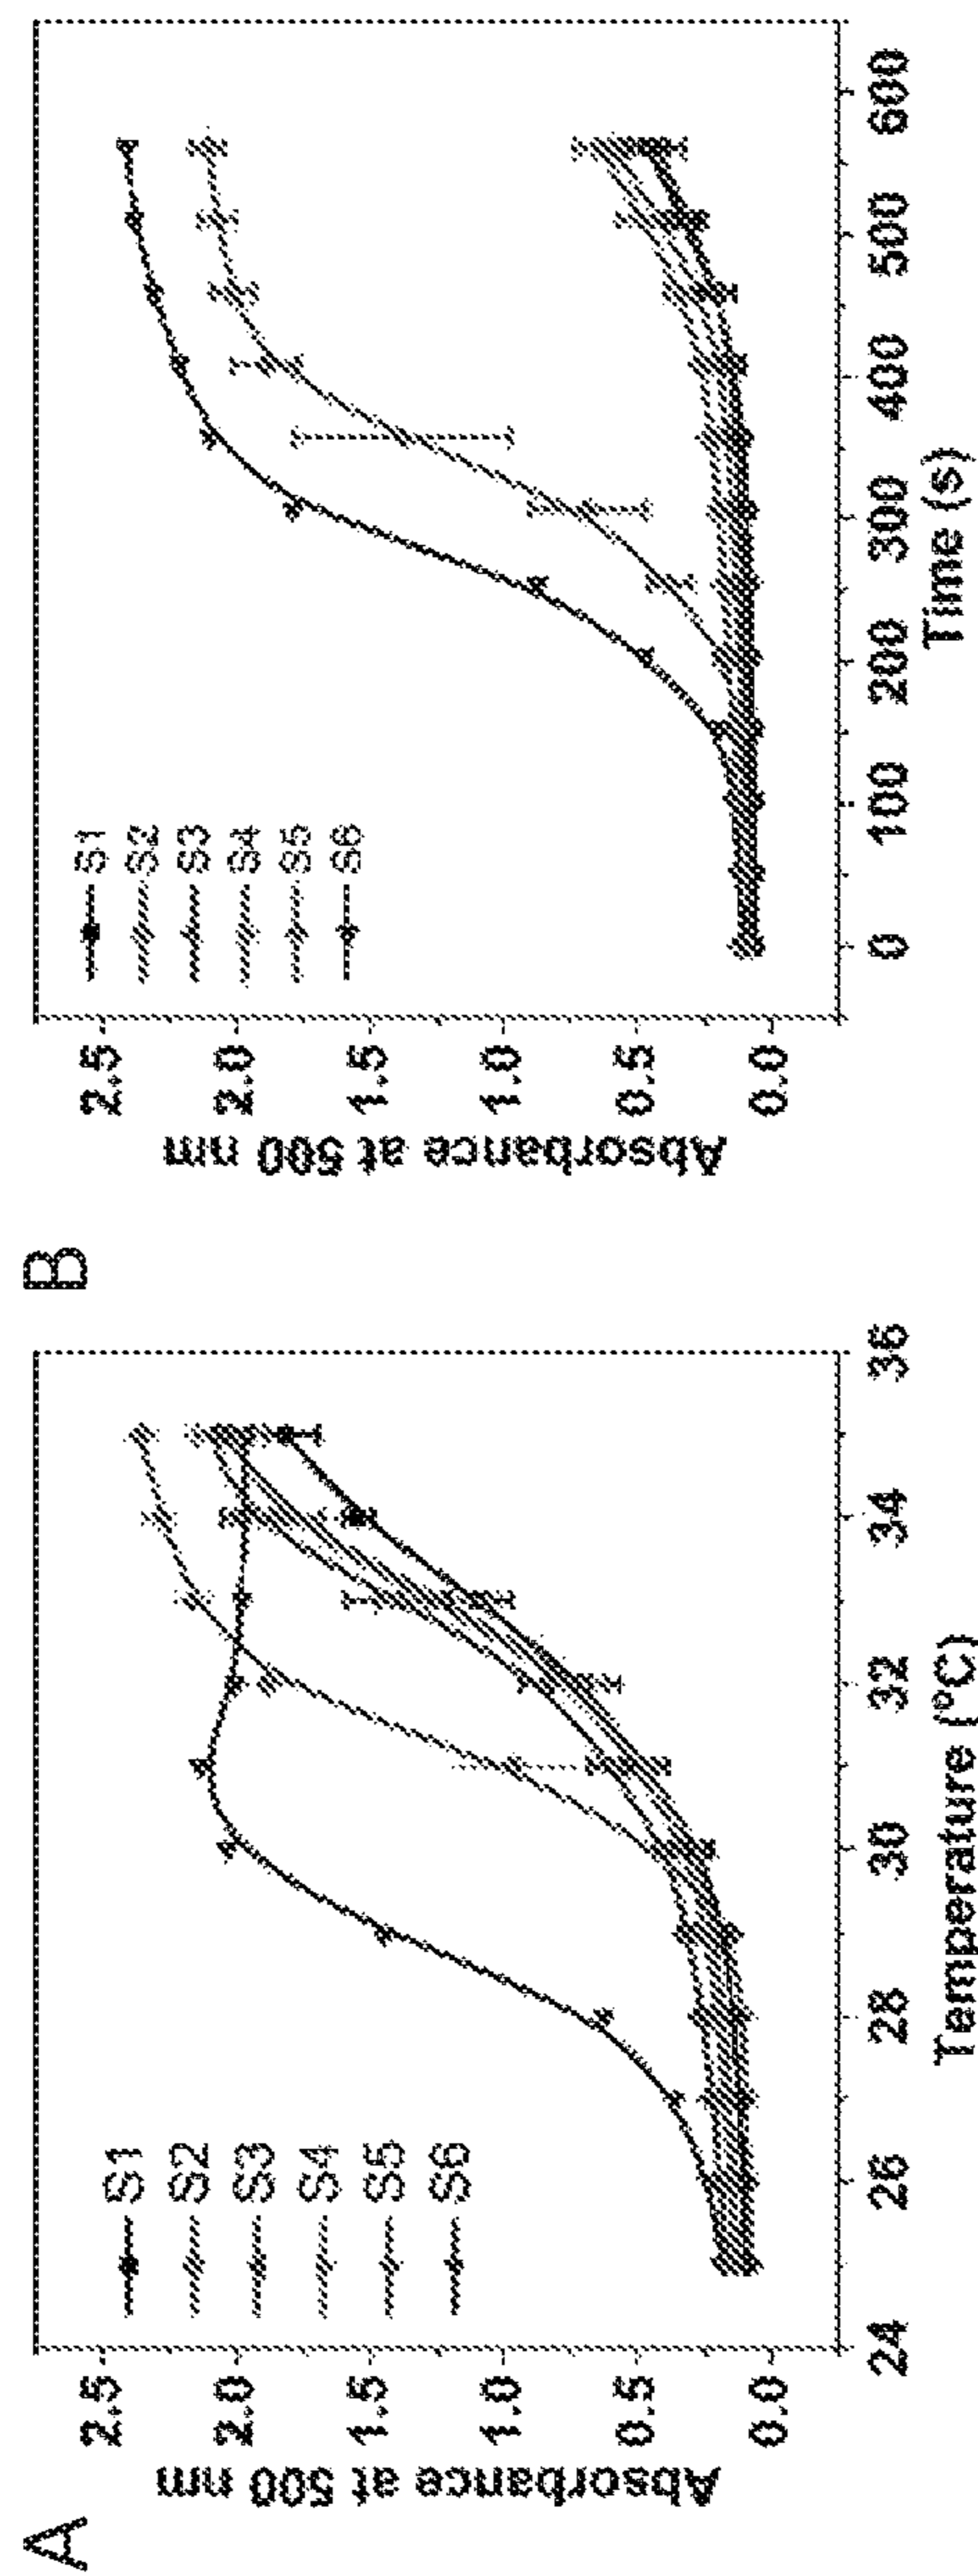 A
Absorbance at 500 nm
2.5
2.0
1.5
1.0
0.5
0.0
S1
S2
S3
S4
S5
S6
24
26
28
30
32
34
36
Temperature (°C)
B
Absorbance at 500 nm
2.5
2.0
1.5
1.0
0.5
0.0
S1
S2
S3
S4
S5
S6
0
100
200
300
400
500
600
Time (s)